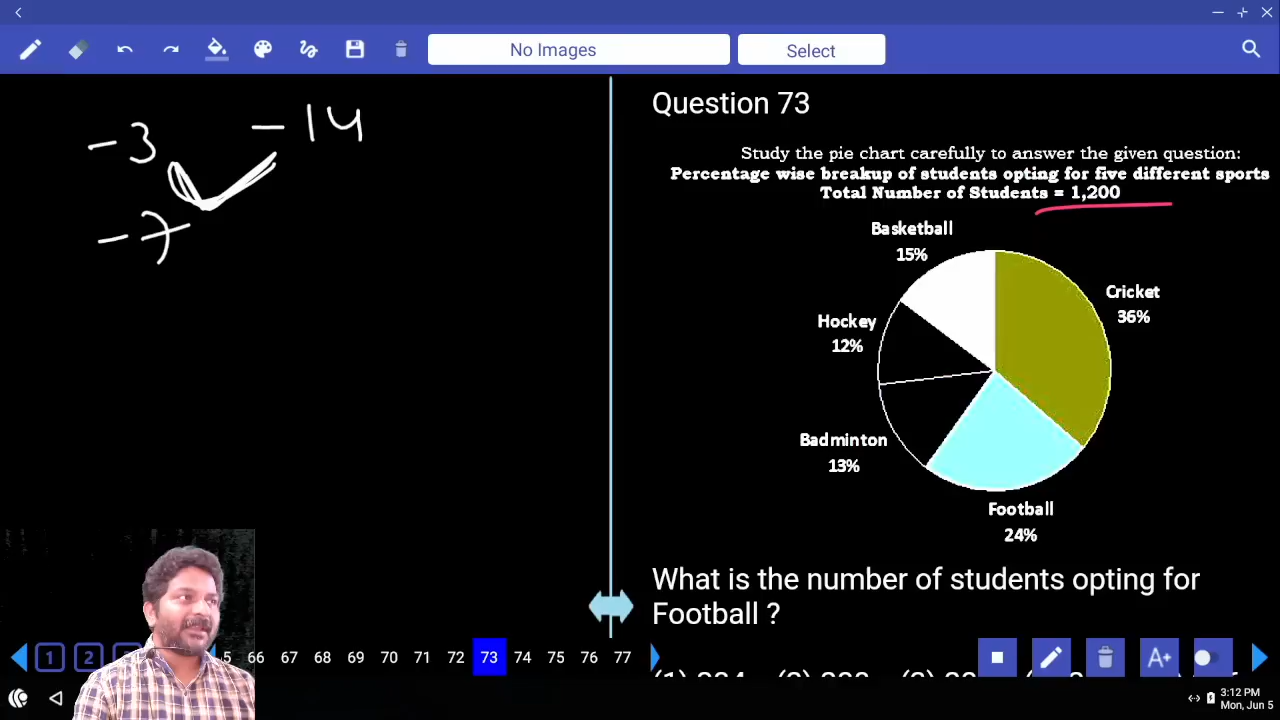 No Images
Select
-3
-14
-7
Question 73
Study the pie chart carefully to answer the given question:
Percentage wise breakup of students opting for five different sports
Total Number of Students = 1,200
Basketball
15%
Cricket
36%
Hockey
12%
Badminton
13%
Football
24%
What is the number of students opting for
Football ?
1 2 5 66 67 68 69 70 71 72 73 74 75 76 77
A+
3:12 PM
Mon, Jun 5